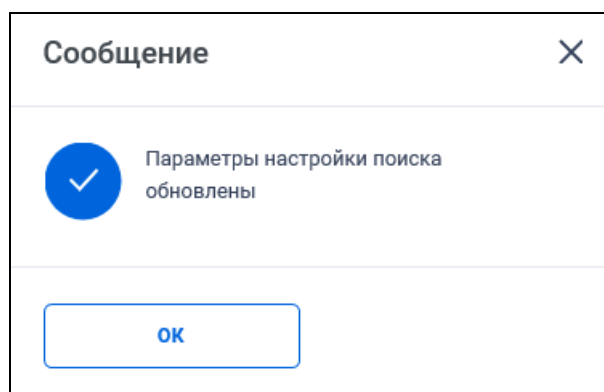 Сообщение
Параметры настройки поиска
обновлены
ОК